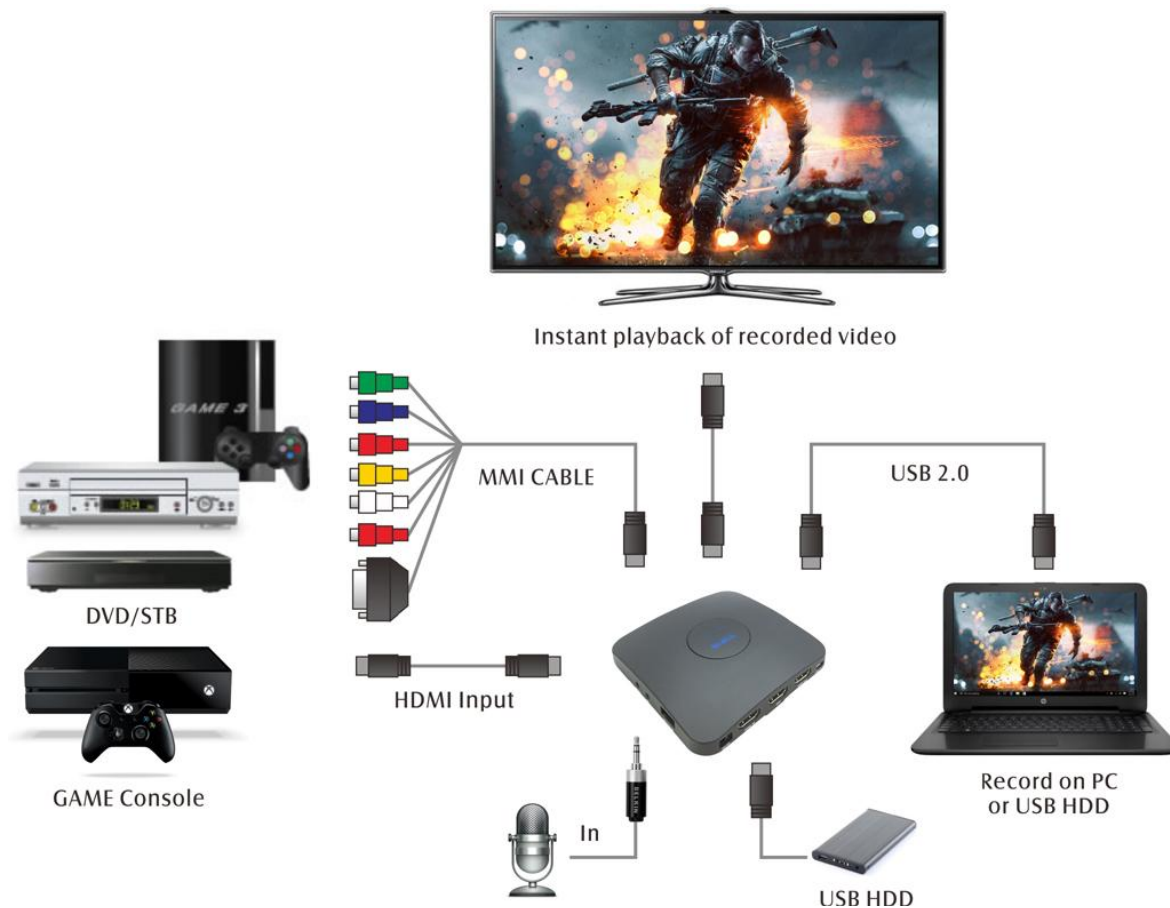 Instant playback of recorded video
GAME 3
MMI CABLE
USB 2.0
DVD/STB
HDMI Input
GAME Console
BELKIN
In
Record on PC
or USB HDD
USB HDD